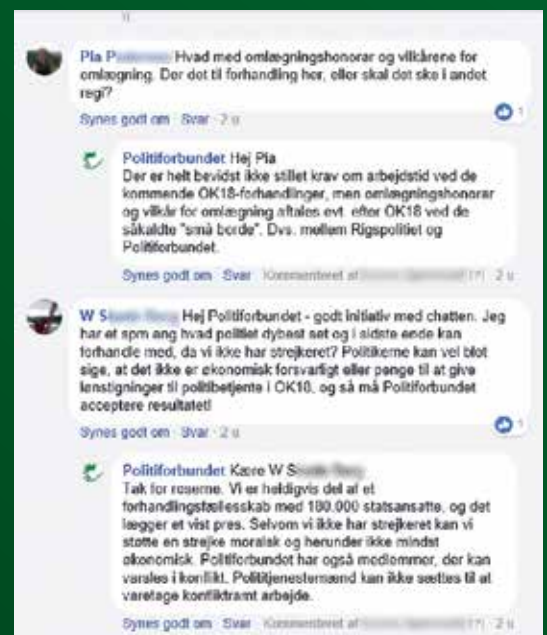 Pia P Hvad med omlægningshonorar og vilkårene for
omlægning. Der det til forhandling her, eller skal det ske i andet
regi?
Synes godt om · Svar · 2 u
1
Politiforbundet Hej Pia
Der er helt bevidst ikke stillet krav om arbejdstid ved de
kommende OK18-forhandlinger, men omlægningshonorar
og vilkår for omlægning aftales evt. efter OK18 ved de
såkaldte "små borde". Dvs. mellem Rigspolitiet og
Politiforbundet.
Synes godt om · Svar · Kommenteret af [?] · 2 u
W S Hej Politiforbundet - godt initiativ med chatten. Jeg
har et spm ang hvad politiet dybest set og i sidste ende kan
forhandle med, da vi ikke har strejkeret? Politikerne kan vel blot
sige, at det ikke er økonomisk forsvarligt eller penge til at give
lønstigninger til politibetjente i OK18, og så må Politiforbundet
acceptere resultatet!
Synes godt om · Svar · 2 u
1
Politiforbundet Kære W S
Tak for roserne. Vi er heldigvis del af et
forhandlingsfællesskab med 180.000 statsansatte, og det
lægger et vist pres. Selvom vi ikke har strejkeret kan vi
støtte en strejke moralsk og herunder ikke mindst
økonomisk. Politiforbundet har også medlemmer, der kan
varsles i konflikt. Polititjenestemænd kan ikke sættes til at
varetage konfliktramt arbejde.
Synes godt om · Svar · Kommenteret af [?] · 2 u